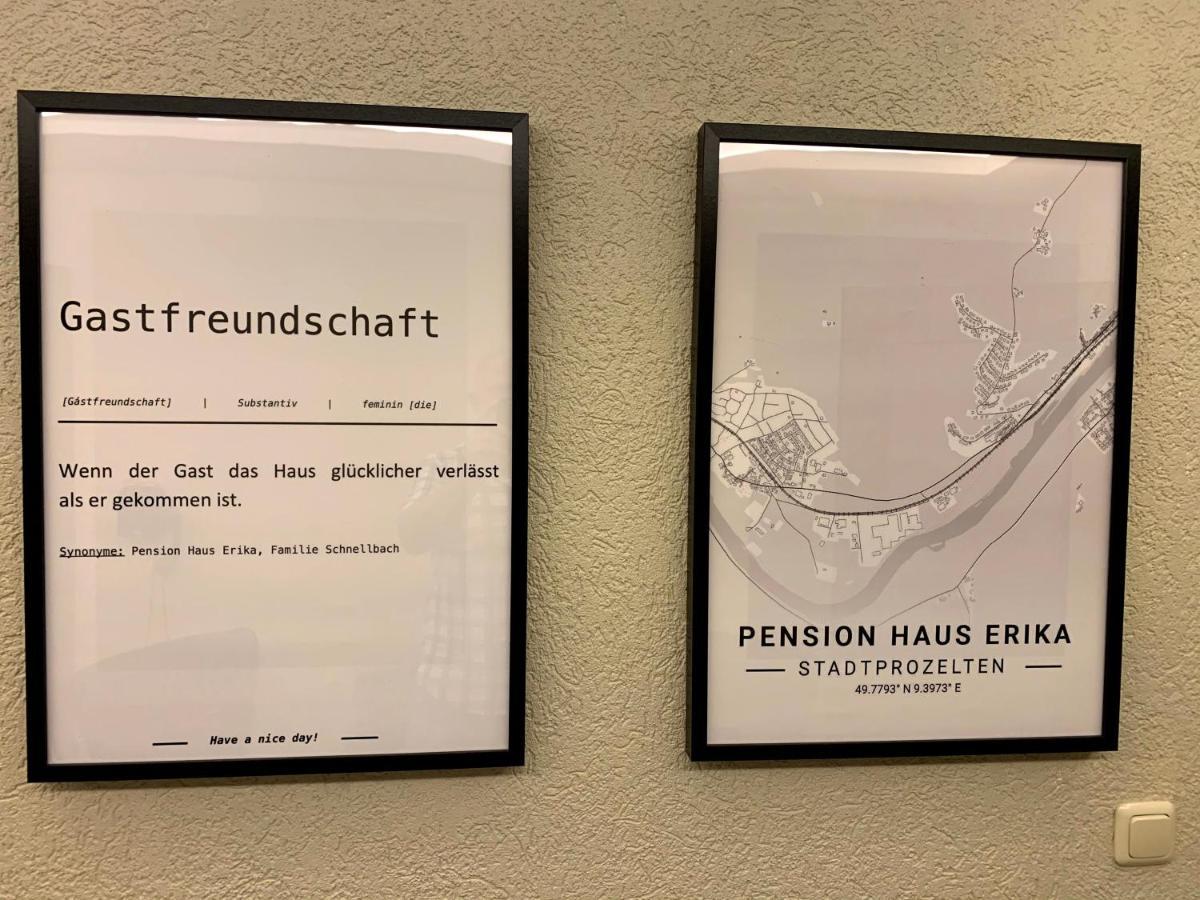 Gastfreundschaft
[Gástfreundschaft] | Substantiv | feminin [die]
Wenn der Gast das Haus glücklicher verlässt
als er gekommen ist.
Synonyme: Pension Haus Erika, Familie Schnellbach
Have a nice day!
PENSION HAUS ERIKA
STADTPROZELTEN
49.7793° N 9.3973° E